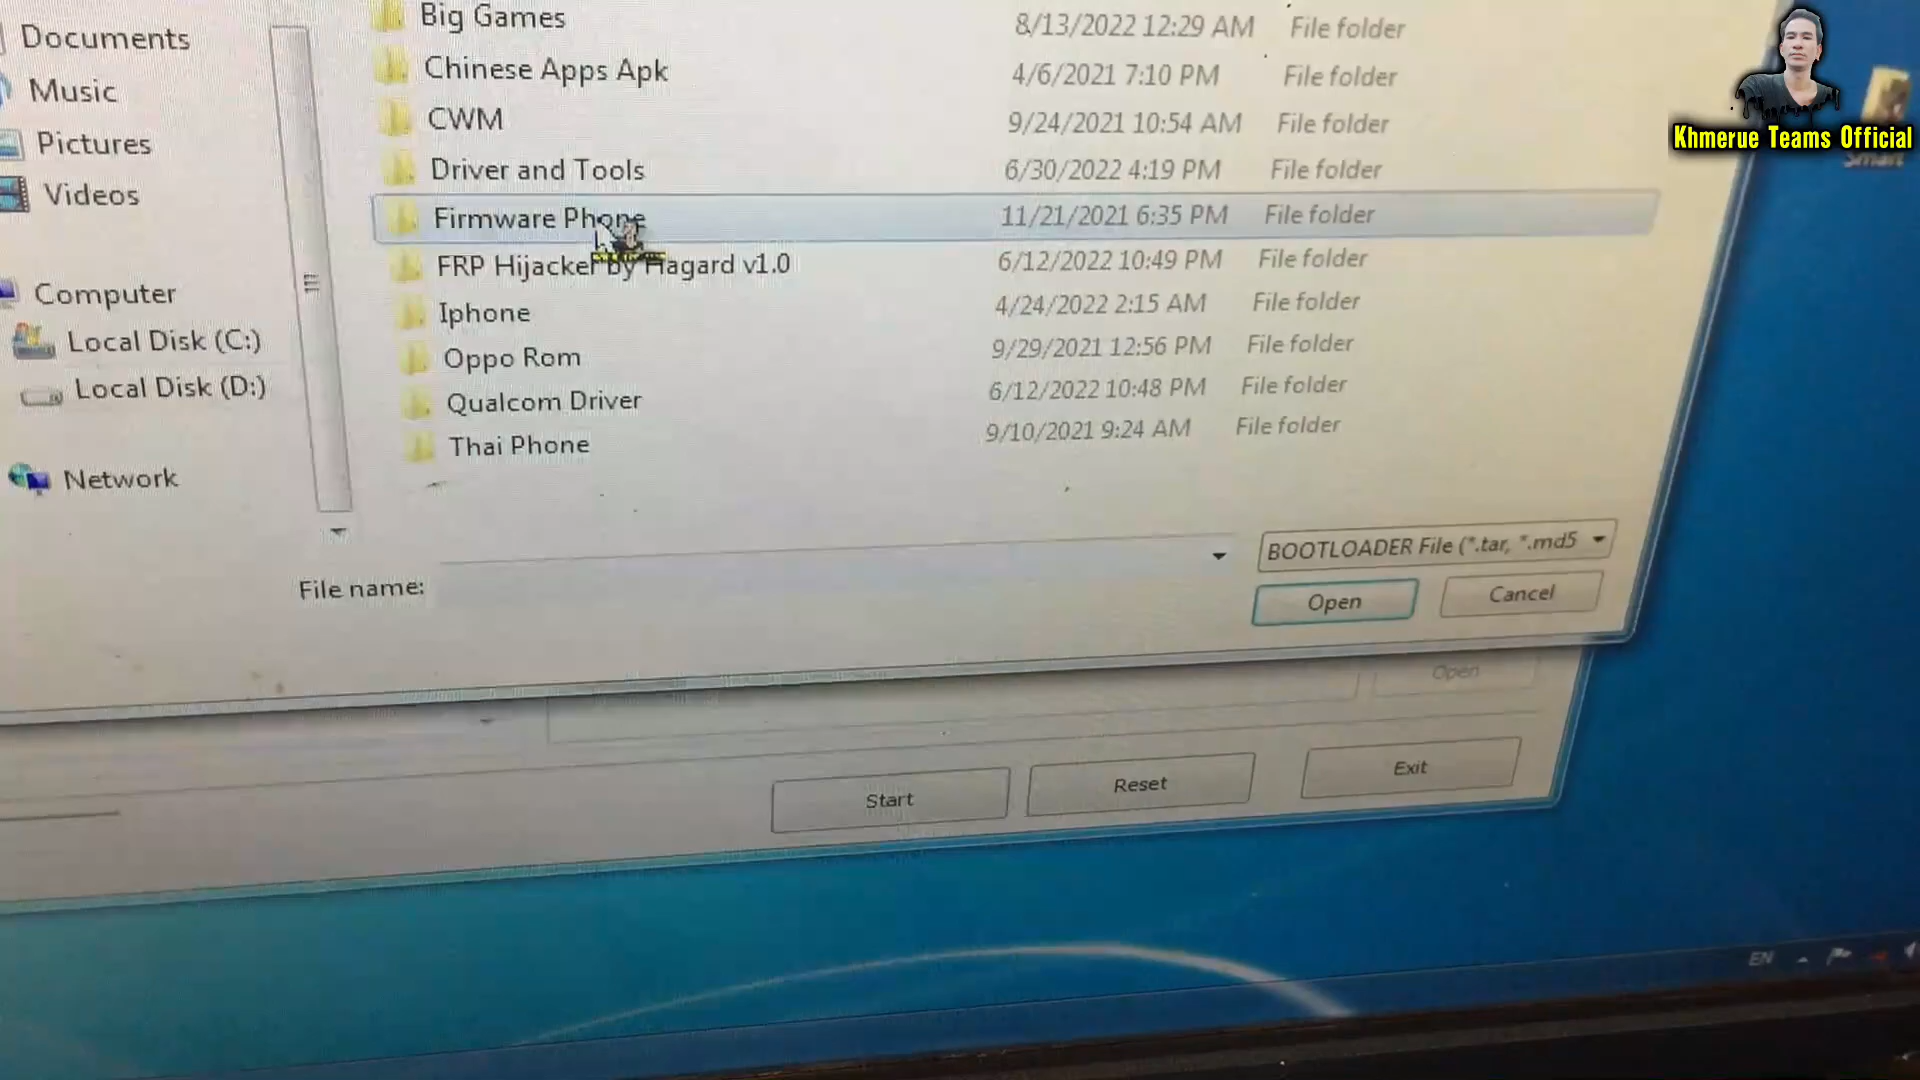 Documents
Music
Pictures
Videos
Computer
Local Disk (C:)
Local Disk (D:)
Network
Big Games 8/13/2022 12:29 AM File folder
Chinese Apps Apk 4/6/2021 7:10 PM File folder
CWM 9/24/2021 10:54 AM File folder
Driver and Tools 6/30/2022 4:19 PM File folder
Firmware Phone 11/21/2021 6:35 PM File folder
FRP Hijacker by Hagard v1.0 6/12/2022 10:49 PM File folder
Iphone 4/24/2022 2:15 AM File folder
Oppo Rom 9/29/2021 12:56 PM File folder
Qualcom Driver 6/12/2022 10:48 PM File folder
Thai Phone 9/10/2021 9:24 AM File folder
File name:
BOOTLOADER File (*.tar, *.md5
Open Cancel
Open
Start Reset Exit
EN
Khmerue Teams Official
Smart